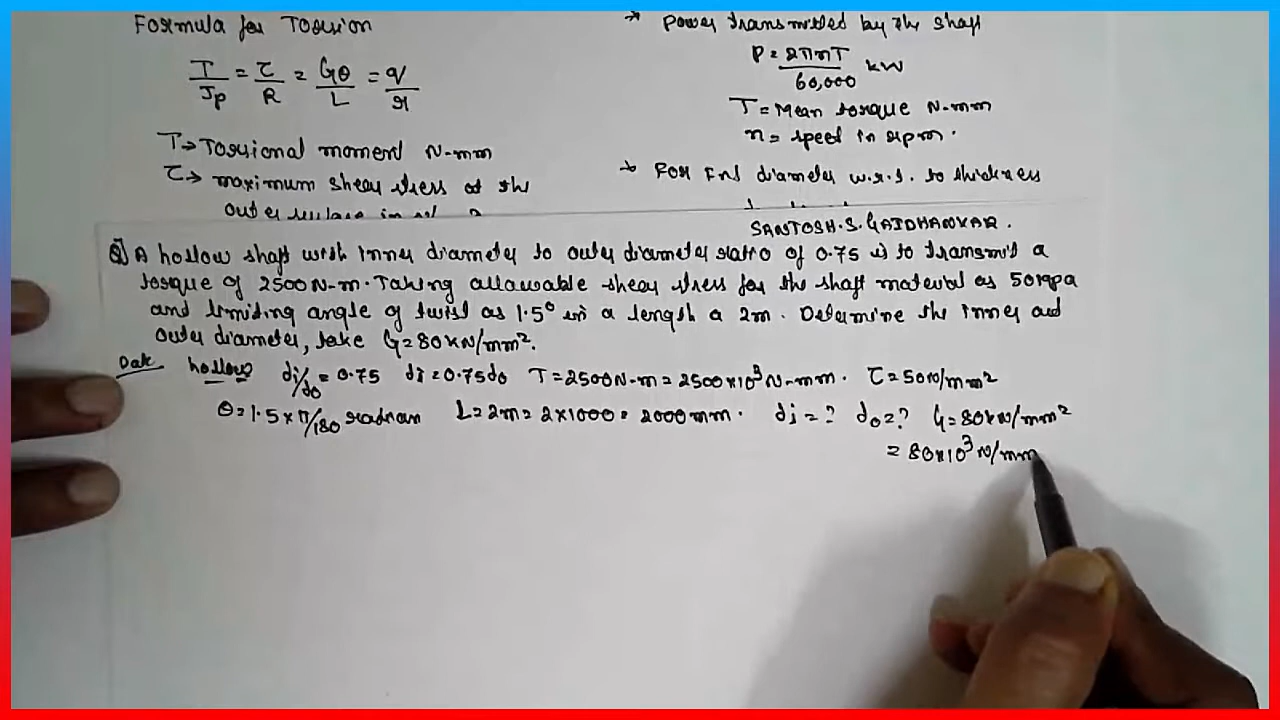 Formula for Torsion
T/Jp = τ/R = Gθ/L = q/r
T → Torsional moment N-mm
τ → maximum shear stress at the
outer surface in
→ Power transmitted by the shaft
P = 2πnT/60,000 kW
T = Mean torque N-mm
n = speed in rpm.
→ For Fnl diameter w.r.t. to thickness
SANTOSH.S.GAIDHANKAR.
Q] A hollow shaft with inner diameter to outer diameter ratio of 0.75 is to transmit a
torque of 2500 N-m. Taking allowable shear stress for the shaft material as 50 Mpa
and limiting angle of twist as 1.5° in a length a 2m. Determine the inner and
outer diameter, take G = 80 kN/mm².
Data hollow di/do = 0.75 di = 0.75do T = 2500 N-m = 2500×10³ N-mm. τ = 50 N/mm²
θ = 1.5 × π/180 radian L = 2m = 2×1000 = 2000 mm. di = ? do = ? G = 80 kN/mm²
= 80×10³ N/mm